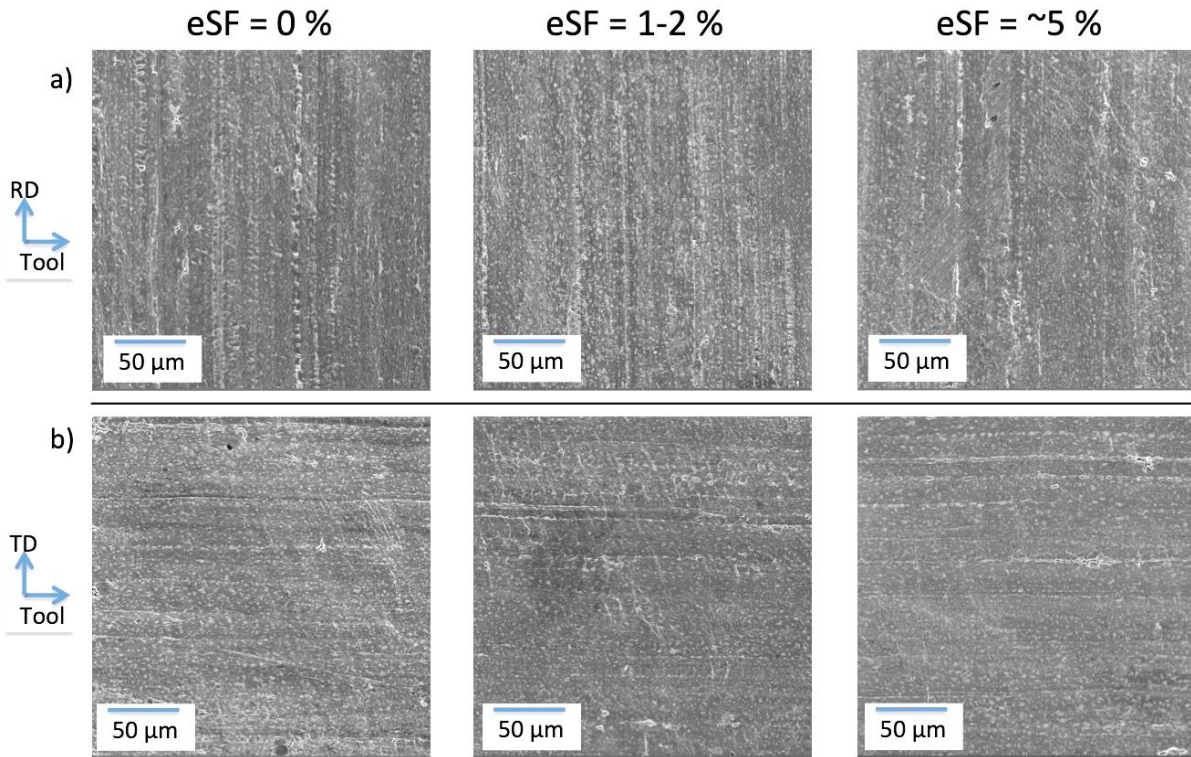 eSF = 0 %
eSF = 1-2 %
eSF = ~5 %
a)
RD
Tool
50 µm
50 µm
50 µm
b)
TD
Tool
50 µm
50 µm
50 µm